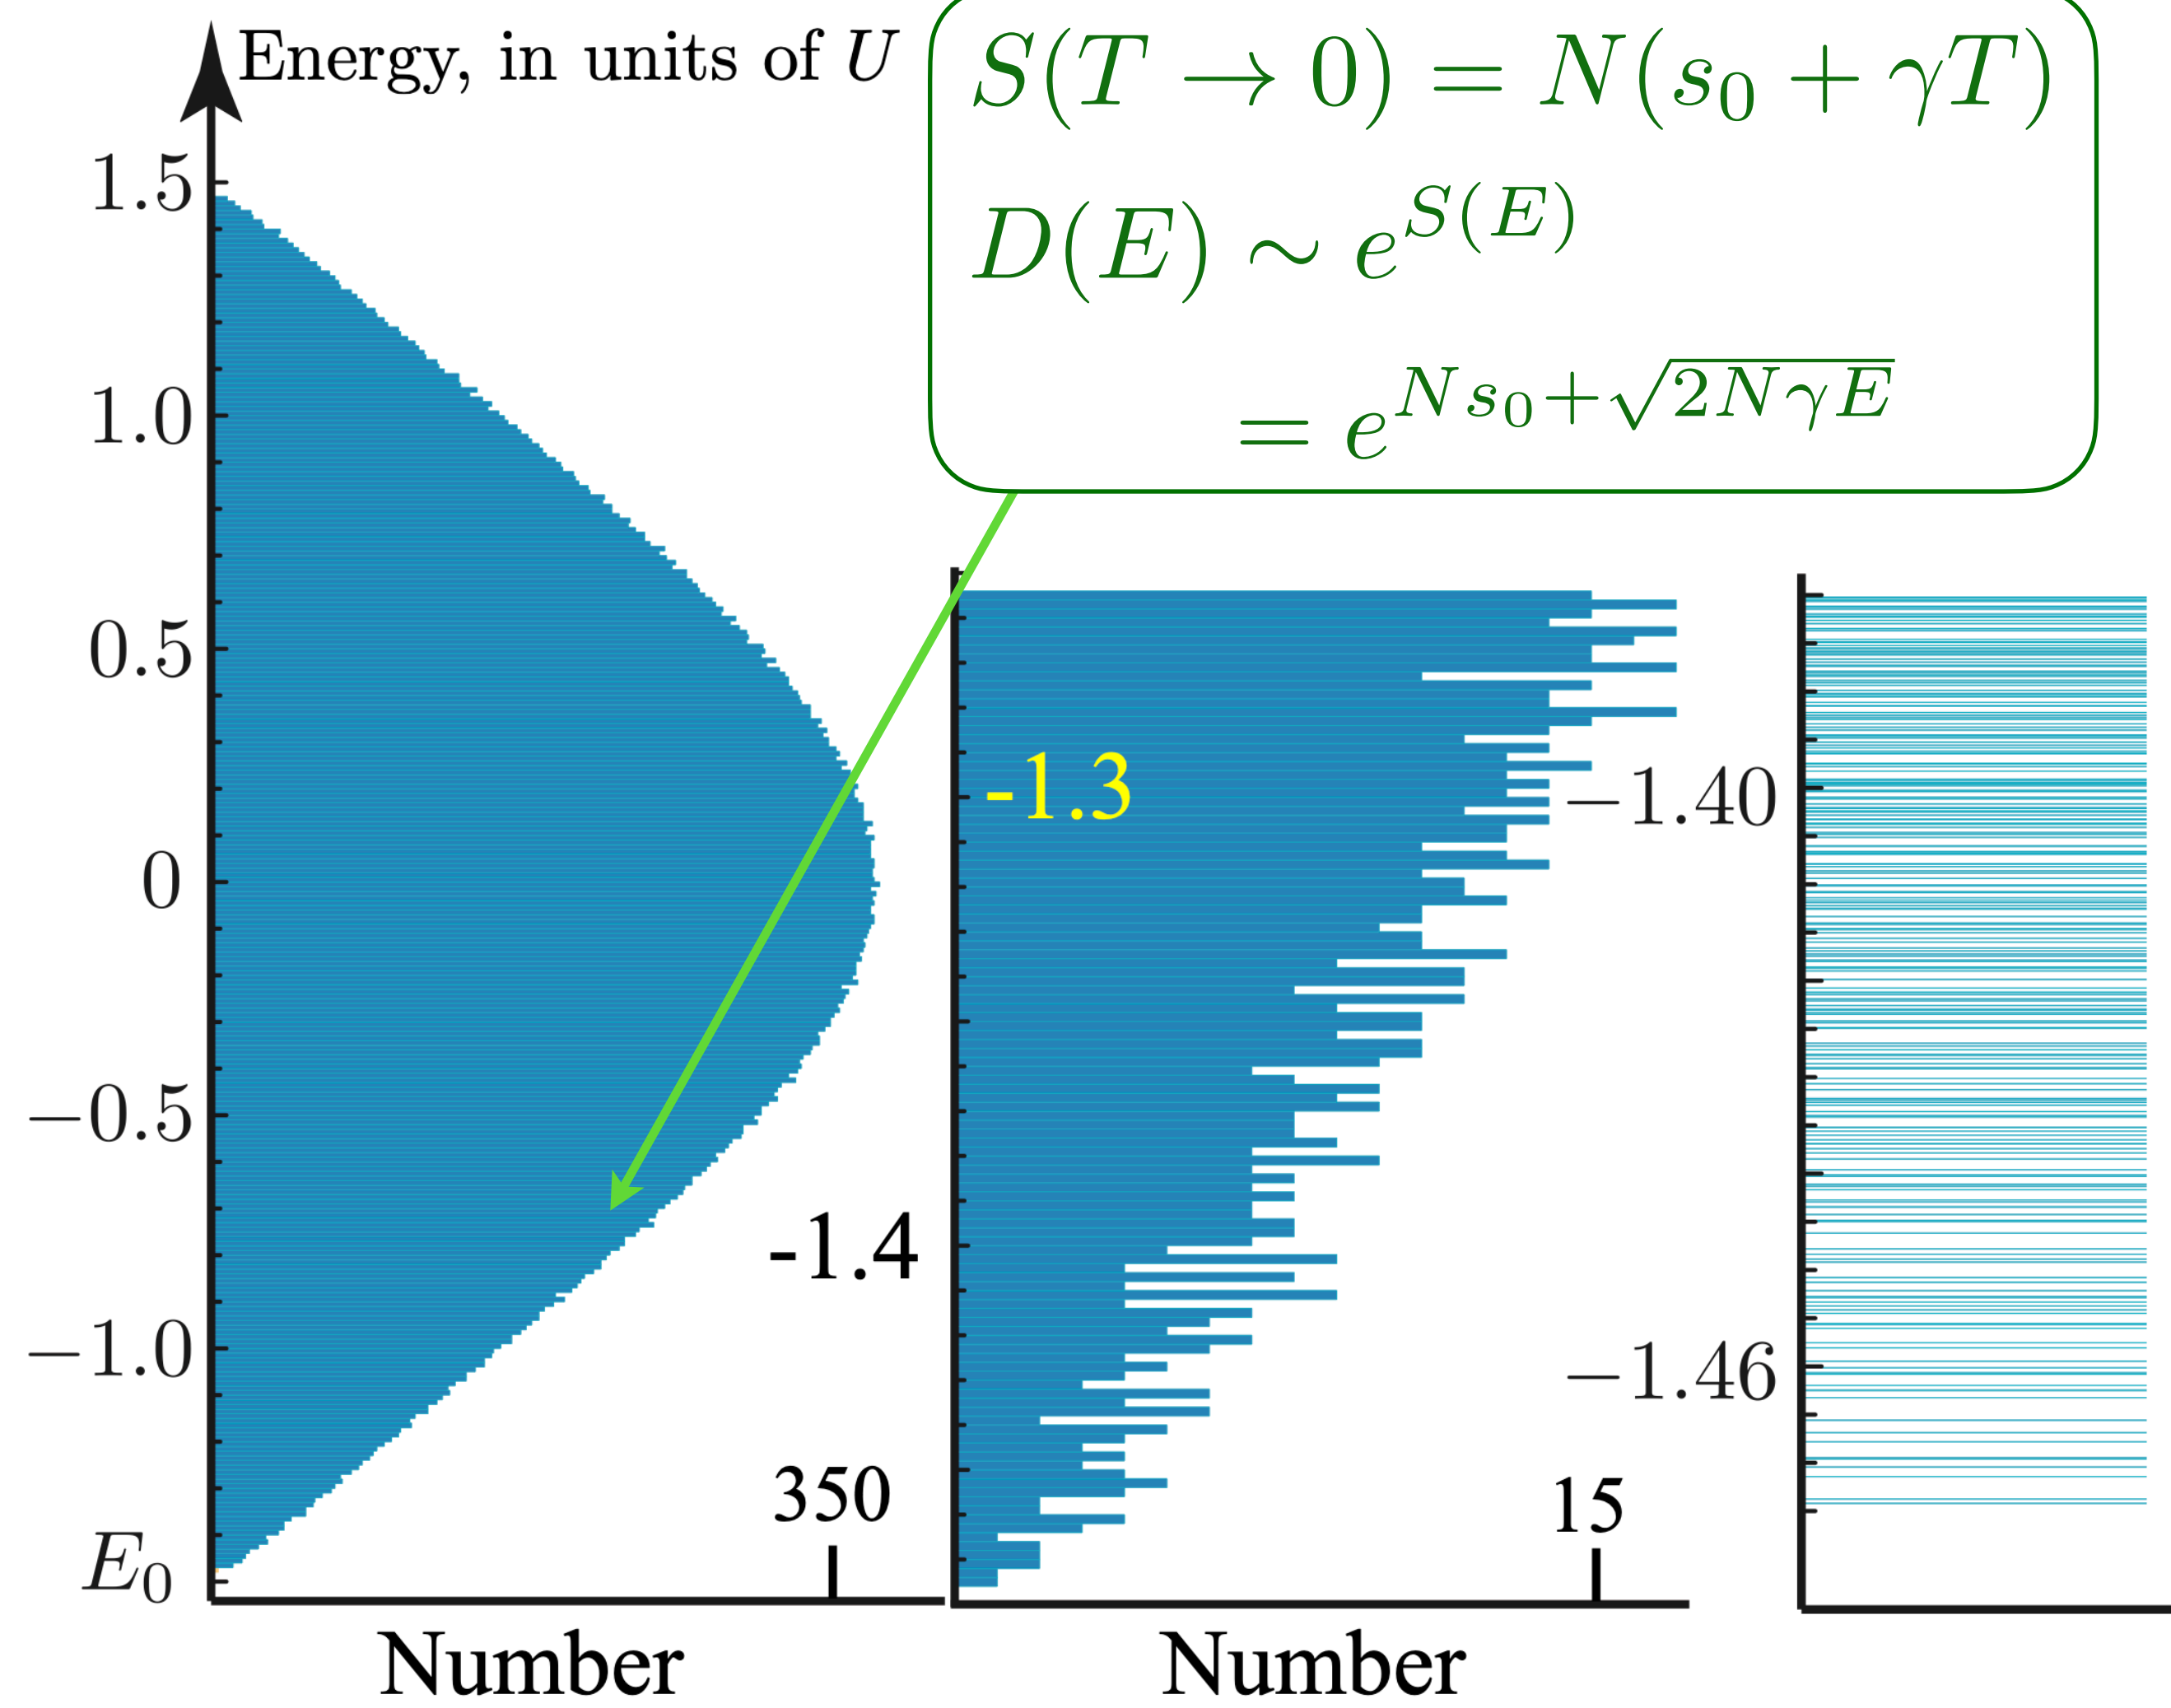 Energy, in units of U
S(T → 0) = N(s₀ + γT)
D(E) ~ e^{S(E)}
= e^{Ns₀+√(2NγE)}
1.5
1.0
0.5
0
−0.5
−1.0
E₀
350
Number
-1.3
-1.4
15
Number
−1.40
−1.46